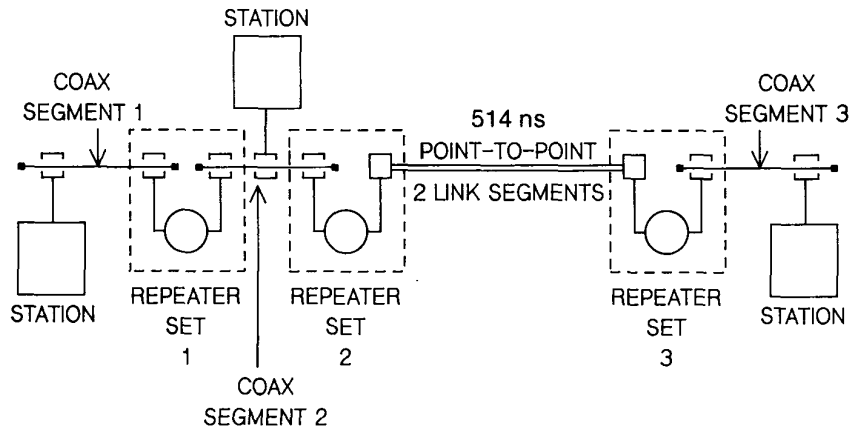 STATION
COAX
SEGMENT 1
514 ns
POINT-TO-POINT
2 LINK SEGMENTS
COAX
SEGMENT 3
STATION
REPEATER
SET
1
REPEATER
SET
2
REPEATER
SET
3
STATION
COAX
SEGMENT 2